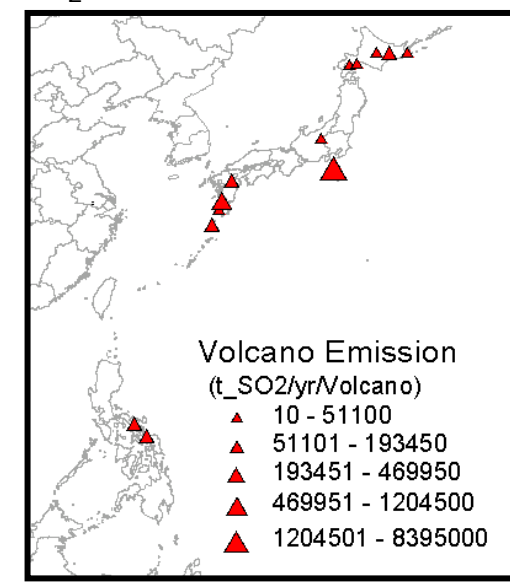 Volcano Emission
(t_SO2/yr/Volcano)
10 - 51100
51101 - 193450
193451 - 469950
469951 - 1204500
1204501 - 8395000